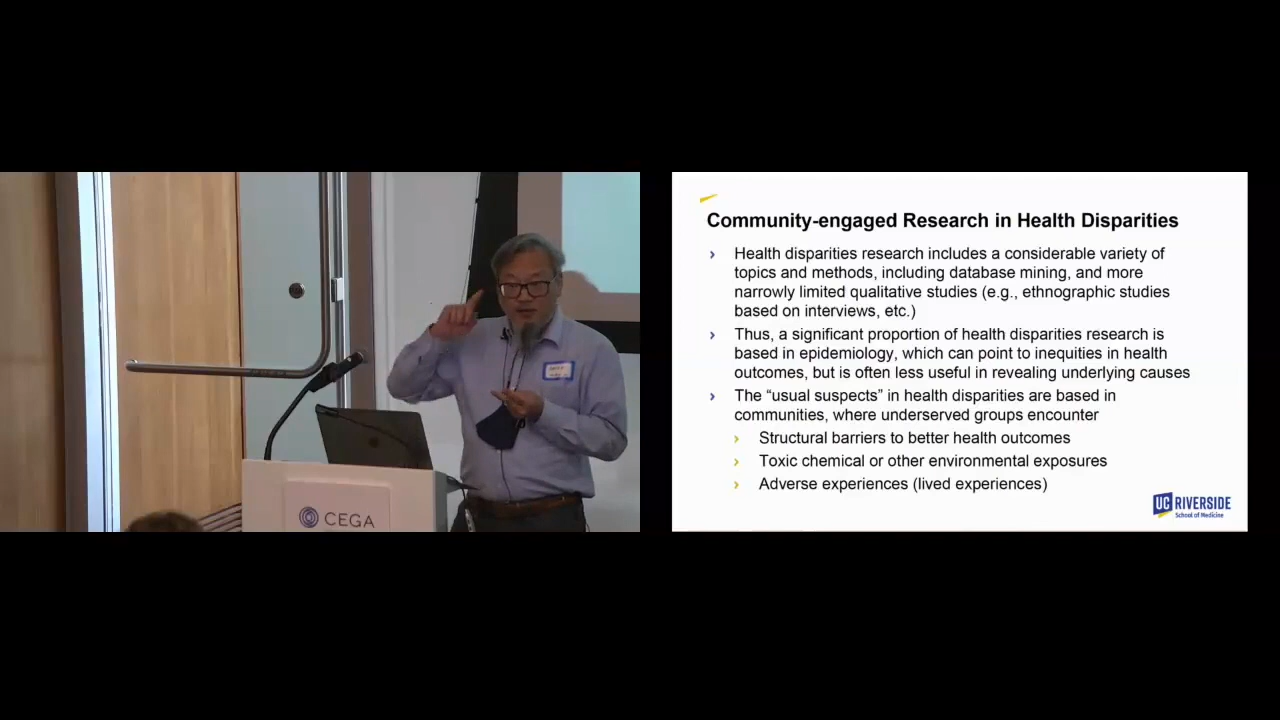 CEGA
Community-engaged Research in Health Disparities
› Health disparities research includes a considerable variety of
topics and methods, including database mining, and more
narrowly limited qualitative studies (e.g., ethnographic studies
based on interviews, etc.)
› Thus, a significant proportion of health disparities research is
based in epidemiology, which can point to inequities in health
outcomes, but is often less useful in revealing underlying causes
› The “usual suspects” in health disparities are based in
communities, where underserved groups encounter
› Structural barriers to better health outcomes
› Toxic chemical or other environmental exposures
› Adverse experiences (lived experiences)
UC RIVERSIDE
School of Medicine